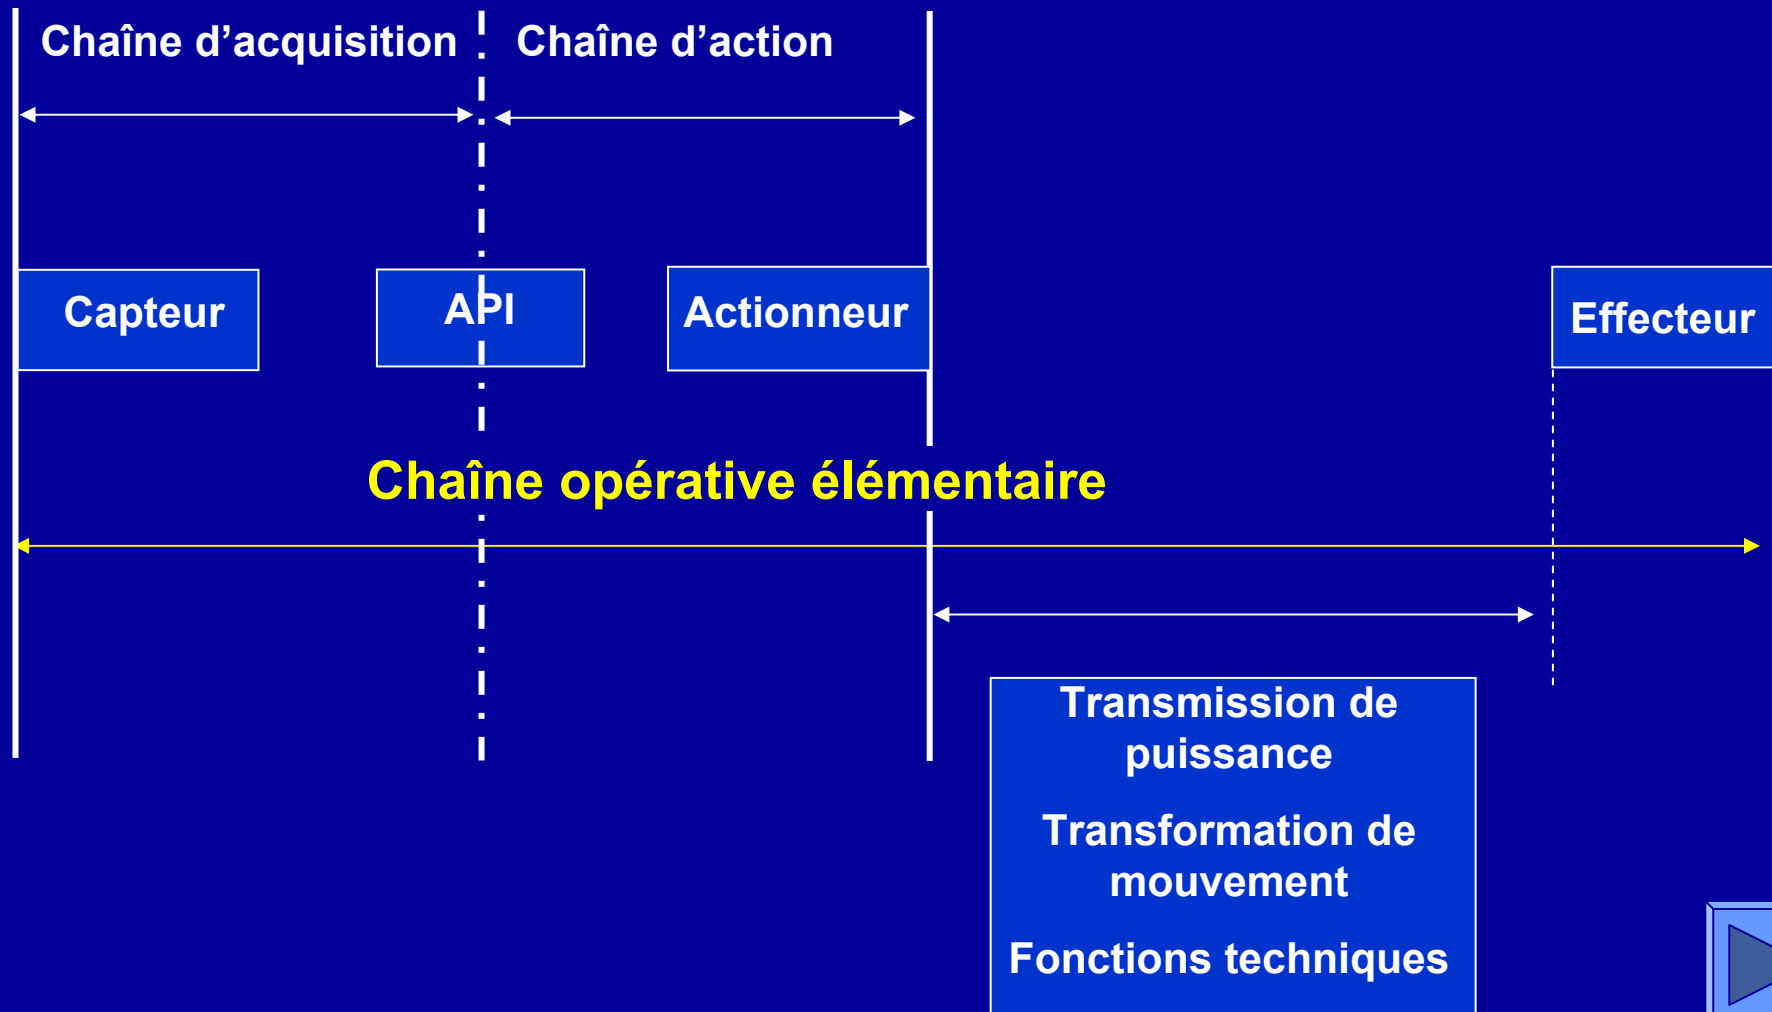 Chaîne d’acquisition
Chaîne d’action
Capteur
API
Actionneur
Effecteur
Chaîne opérative élémentaire
Transmission de
puissance
Transformation de
mouvement
Fonctions techniques